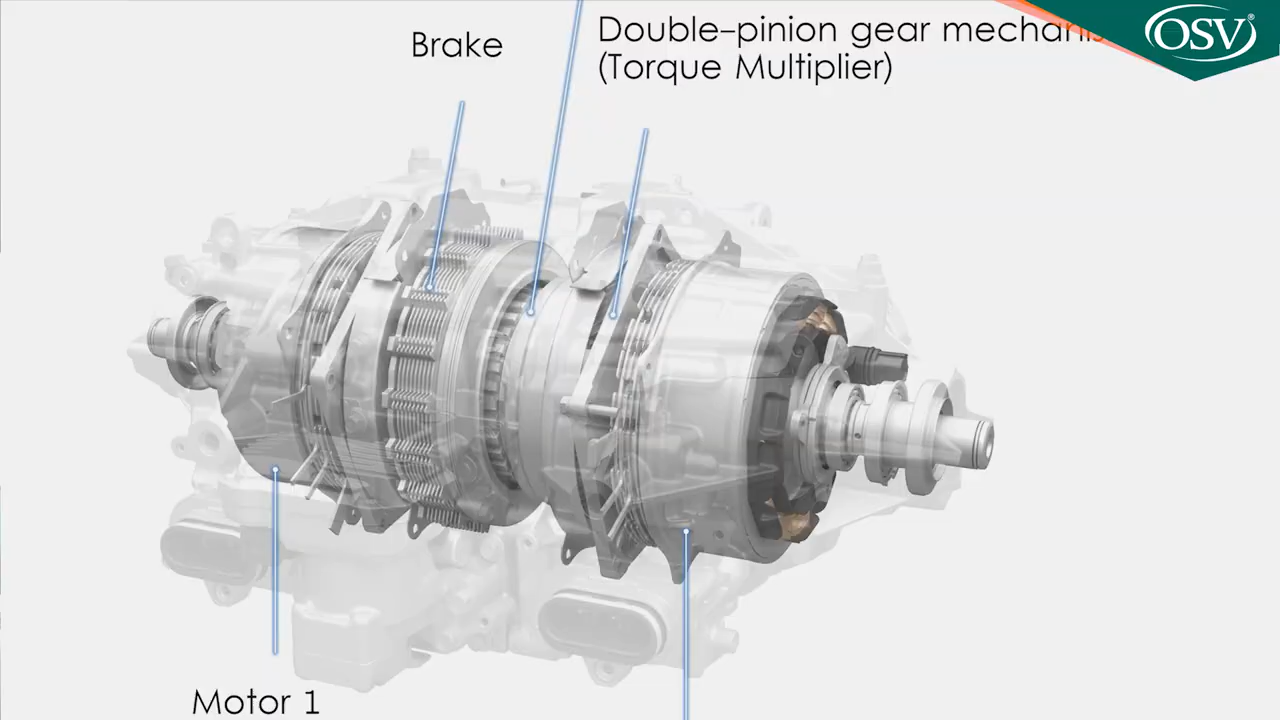 Brake
Double-pinion gear
(Torque Multiplier)
OSV
Motor 1